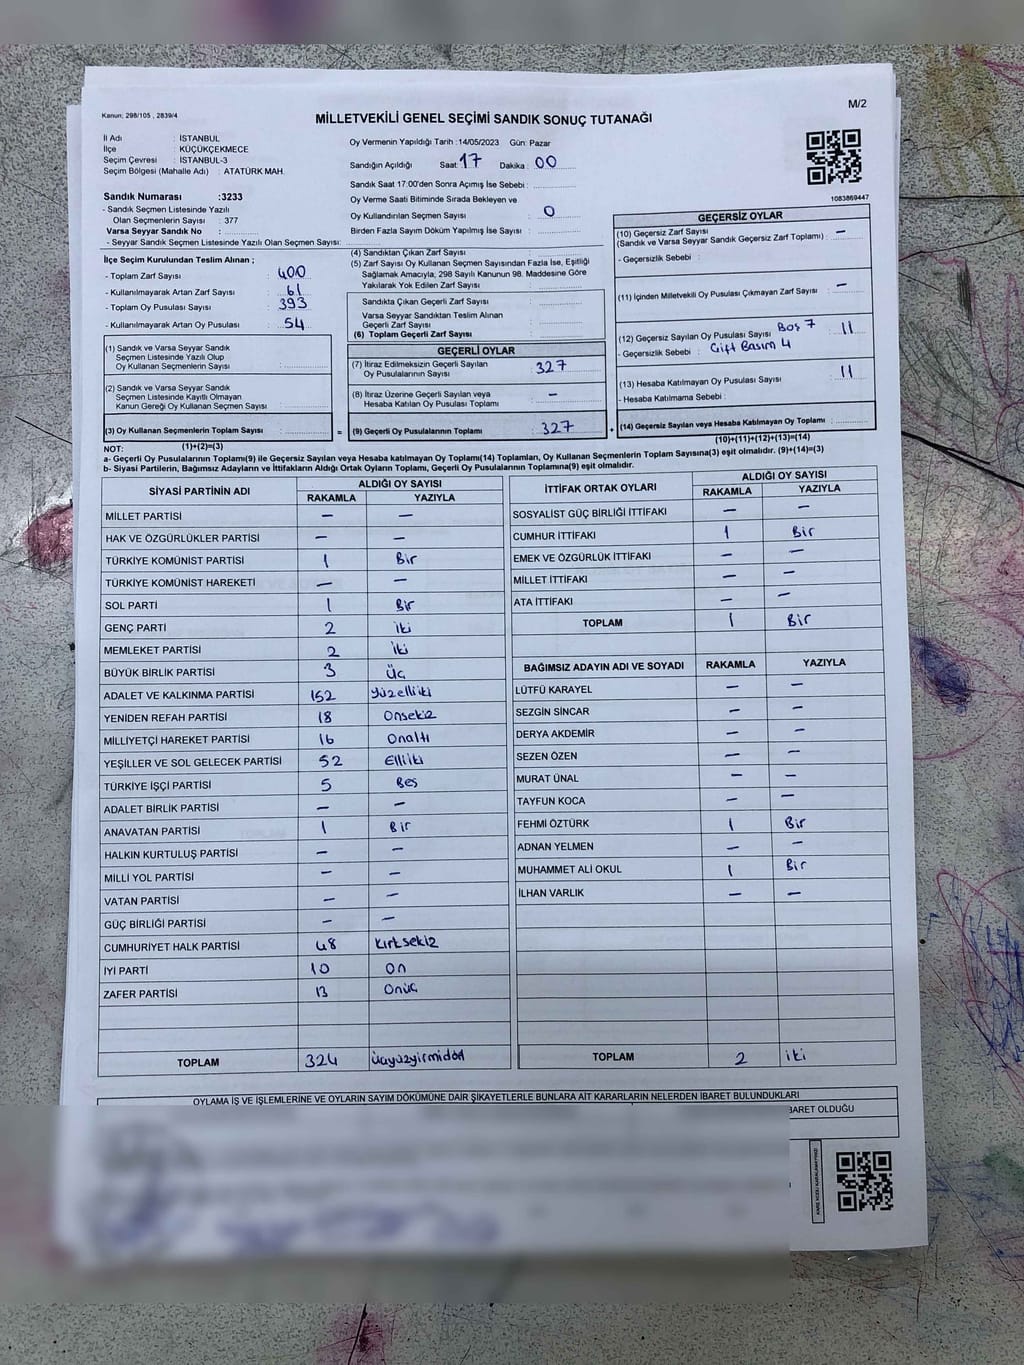 Kanun; 298/105 , 2839/4
M/2
MİLLETVEKİLİ GENEL SEÇİMİ SANDIK SONUÇ TUTANAĞI
İl Adı : İSTANBUL
İlçe : KÜÇÜKÇEKMECE
Seçim Çevresi : İSTANBUL-3
Seçim Bölgesi (Mahalle Adı) : ATATÜRK MAH.
Sandık Numarası :3233
- Sandık Seçmen Listesinde Yazılı
Olan Seçmenlerin Sayısı : 377
Varsa Seyyar Sandık No :
- Seyyar Sandık Seçmen Listesinde Yazılı Olan Seçmen Sayısı:
Oy Vermenin Yapıldığı Tarih :14/05/2023 Gün: Pazar
Sandığın Açıldığı Saat: 17 Dakika : 00
Sandık Saat 17:00'den Sonra Açımış İse Sebebi :
Oy Verme Saati Bitiminde Sırada Bekleyen ve
Oy Kullandırılan Seçmen Sayısı : 0
Birden Fazla Sayım Döküm Yapılmış İse Sayısı :
1083869447
İlçe Seçim Kurulundan Teslim Alınan ;
- Toplam Zarf Sayısı : 400
- Kullanılmayarak Artan Zarf Sayısı : 61
- Toplam Oy Pusulası Sayısı : 393
- Kullanılmayarak Artan Oy Pusulası : 54
(1) Sandık ve Varsa Seyyar Sandık
Seçmen Listesinde Yazılı Olup
Oy Kullanan Seçmenlerin Sayısı :
(2) Sandık ve Varsa Seyyar Sandık
Seçmen Listesinde Kayıtlı Olmayan
Kanun Gereği Oy Kullanan Seçmen Sayısı :
(3) Oy Kullanan Seçmenlerin Toplam Sayısı :
(4) Sandıktan Çıkan Zarf Sayısı :
(5) Zarf Sayısı Oy Kullanan Seçmen Sayısından Fazla İse, Eşitliği
Sağlamak Amacıyla, 298 Sayılı Kanunun 98. Maddesine Göre
Yakılarak Yok Edilen Zarf Sayısı :
Sandıkta Çıkan Geçerli Zarf Sayısı :
Varsa Seyyar Sandıktan Teslim Alınan
Geçerli Zarf Sayısı :
(6) Toplam Geçerli Zarf Sayısı :
GEÇERLİ OYLAR
(7) İtiraz Edilmeksizin Geçerli Sayılan
Oy Pusulalarının Sayısı : 327
(8) İtiraz Üzerine Geçerli Sayılan veya
Hesaba Katılan Oy Pusulası Toplamı : –
= (9) Geçerli Oy Pusulalarının Toplamı : 327
GEÇERSİZ OYLAR
(10) Geçersiz Zarf Sayısı
(Sandık ve Varsa Seyyar Sandık Geçersiz Zarf Toplamı) : –
- Geçersizlik Sebebi :
(11) İçinden Milletvekili Oy Pusulası Çıkmayan Zarf Sayısı : –
(12) Geçersiz Sayılan Oy Pusulası Sayısı Boş 7 : 11
- Geçersizlik Sebebi : Çift Basım 4
(13) Hesaba Katılmayan Oy Pusulası Sayısı : 11
- Hesaba Katılmama Sebebi :
+ (14) Geçersiz Sayılan veya Hesaba Katılmayan Oy Toplamı :
(1)+(2)=(3)
(10)+(11)+(12)+(13)=(14)
NOT:
a- Geçerli Oy Pusulalarının Toplamı(9) ile Geçersiz Sayılan veya Hesaba katılmayan Oy Toplamı(14) Toplamları, Oy Kullanan Seçmenlerin Toplam Sayısına(3) eşit olmalıdır. (9)+(14)=(3)
b- Siyasi Partilerin, Bağımsız Adayların ve İttifakların Aldığı Ortak Oyların Toplamı, Geçerli Oy Pusulalarının Toplamına(9) eşit olmalıdır.
SİYASİ PARTİNİN ADI ALDIĞI OY SAYISI
RAKAMLA YAZIYLA
MİLLET PARTİSİ – –
HAK VE ÖZGÜRLÜKLER PARTİSİ – –
TÜRKİYE KOMÜNİST PARTİSİ 1 Bir
TÜRKİYE KOMÜNİST HAREKETİ – –
SOL PARTİ 1 Bir
GENÇ PARTİ 2 iki
MEMLEKET PARTİSİ 2 iki
BÜYÜK BİRLİK PARTİSİ 3 Üç
ADALET VE KALKINMA PARTİSİ 152 yüzelliiki
YENİDEN REFAH PARTİSİ 18 Onsekiz
MİLLİYETÇİ HAREKET PARTİSİ 16 Onaltı
YEŞİLLER VE SOL GELECEK PARTİSİ 52 Elliiki
TÜRKİYE İŞÇİ PARTİSİ 5 Beş
ADALET BİRLİK PARTİSİ – –
ANAVATAN PARTİSİ 1 Bir
HALKIN KURTULUŞ PARTİSİ – –
MİLLİ YOL PARTİSİ – –
VATAN PARTİSİ – –
GÜÇ BİRLİĞİ PARTİSİ – –
CUMHURİYET HALK PARTİSİ 48 kırksekiz
İYİ PARTİ 10 on
ZAFER PARTİSİ 13 Onüç
TOPLAM 324 üçyüzyirmidört
İTTİFAK ORTAK OYLARI ALDIĞI OY SAYISI
RAKAMLA YAZIYLA
SOSYALİST GÜÇ BİRLİĞİ İTTİFAKI – –
CUMHUR İTTİFAKI 1 Bir
EMEK VE ÖZGÜRLÜK İTTİFAKI – –
MİLLET İTTİFAKI – –
ATA İTTİFAKI – –
TOPLAM 1 Bir
BAĞIMSIZ ADAYIN ADI VE SOYADI RAKAMLA YAZIYLA
LÜTFÜ KARAYEL – –
SEZGİN SİNCAR – –
DERYA AKDEMİR – –
SEZEN ÖZEN – –
MURAT ÜNAL – –
TAYFUN KOCA – –
FEHMİ ÖZTÜRK 1 Bir
ADNAN YELMEN – –
MUHAMMET ALİ OKUL 1 Bir
İLHAN VARLIK – –
TOPLAM 2 iki
OYLAMA İŞ VE İŞLEMLERİNE VE OYLARIN SAYIM DÖKÜMÜNE DAİR ŞİKAYETLERLE BUNLARA AİT KARARLARIN NELERDEN İBARET BULUNDUKLARI
BARET OLDUĞU